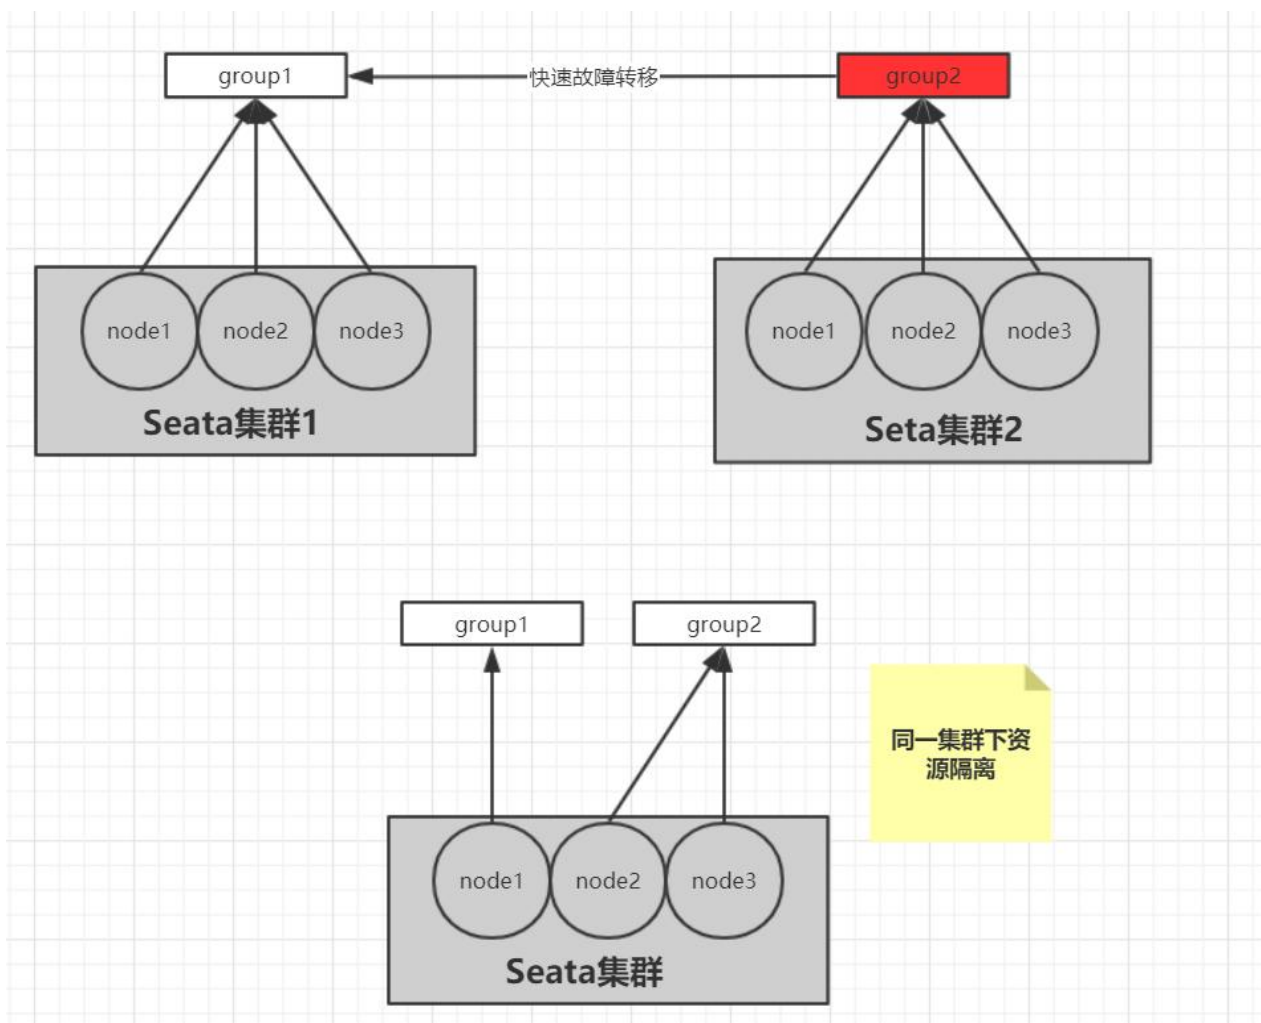 group1
快速故障转移
group2
node1
node2
node3
Seata集群1
node1
node2
node3
Seta集群2
group1
group2
同一集群下资
源隔离
node1
node2
node3
Seata集群